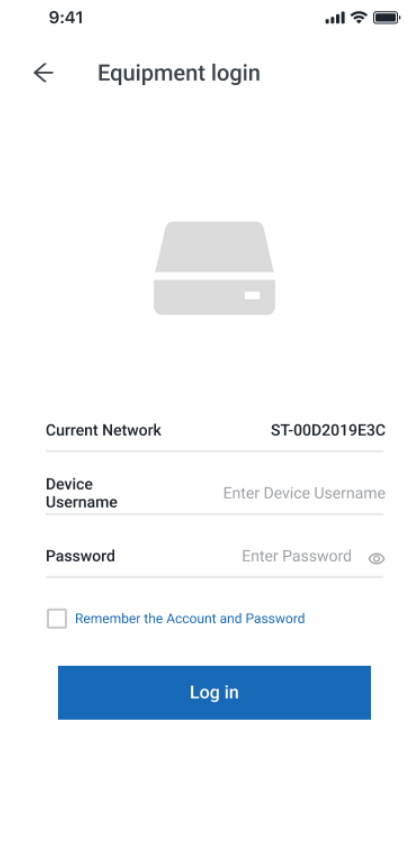 9:41
Equipment login
Current Network ST-00D2019E3C
Device
Username Enter Device Username
Password Enter Password
Remember the Account and Password
Log in